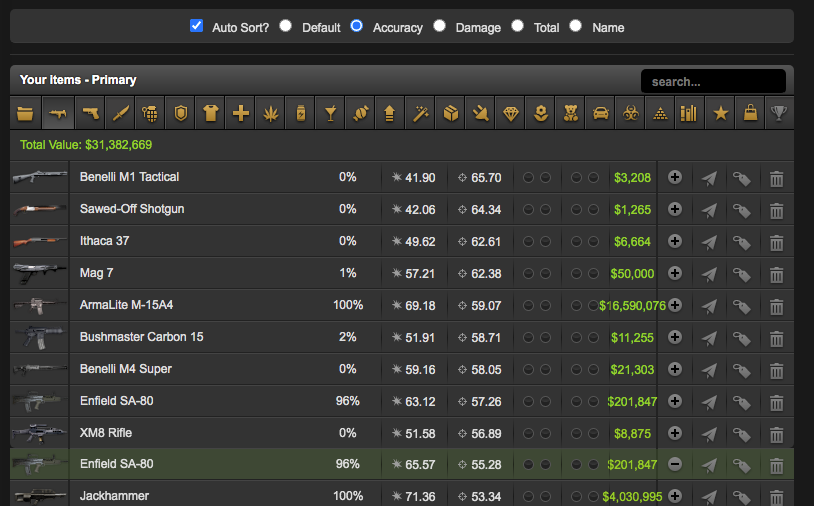 Auto Sort? Default Accuracy Damage Total Name
Your Items - Primary search...
Total Value: $31,382,669
Benelli M1 Tactical 0% 41.90 65.70 $3,208
Sawed-Off Shotgun 0% 42.06 64.34 $1,265
Ithaca 37 0% 49.62 62.61 $6,664
Mag 7 1% 57.21 62.38 $50,000
ArmaLite M-15A4 100% 69.18 59.07 $16,590,076
Bushmaster Carbon 15 2% 51.91 58.71 $11,255
Benelli M4 Super 0% 59.16 58.05 $21,303
Enfield SA-80 96% 63.12 57.26 $201,847
XM8 Rifle 0% 51.58 56.89 $8,875
Enfield SA-80 96% 65.57 55.28 $201,847
Jackhammer 100% 71.36 53.34 $4,030,995